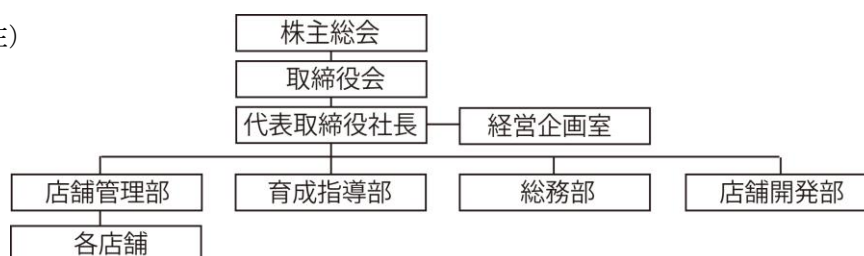 株主総会
取締役会
代表取締役社長 経営企画室
店舗管理部 育成指導部 総務部 店舗開発部
各店舗